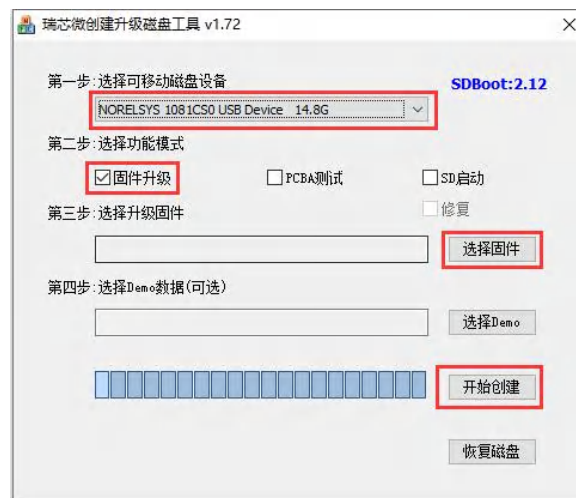 瑞芯微创建升级磁盘工具 v1.72
第一步:选择可移动磁盘设备
SDBoot:2.12
NORELSYS 1081CS0 USB Device 14.8G
第二步:选择功能模式
固件升级
PCBA测试
SD启动
第三步:选择升级固件
修复
选择固件
第四步:选择Demo数据(可选)
选择Demo
开始创建
恢复磁盘